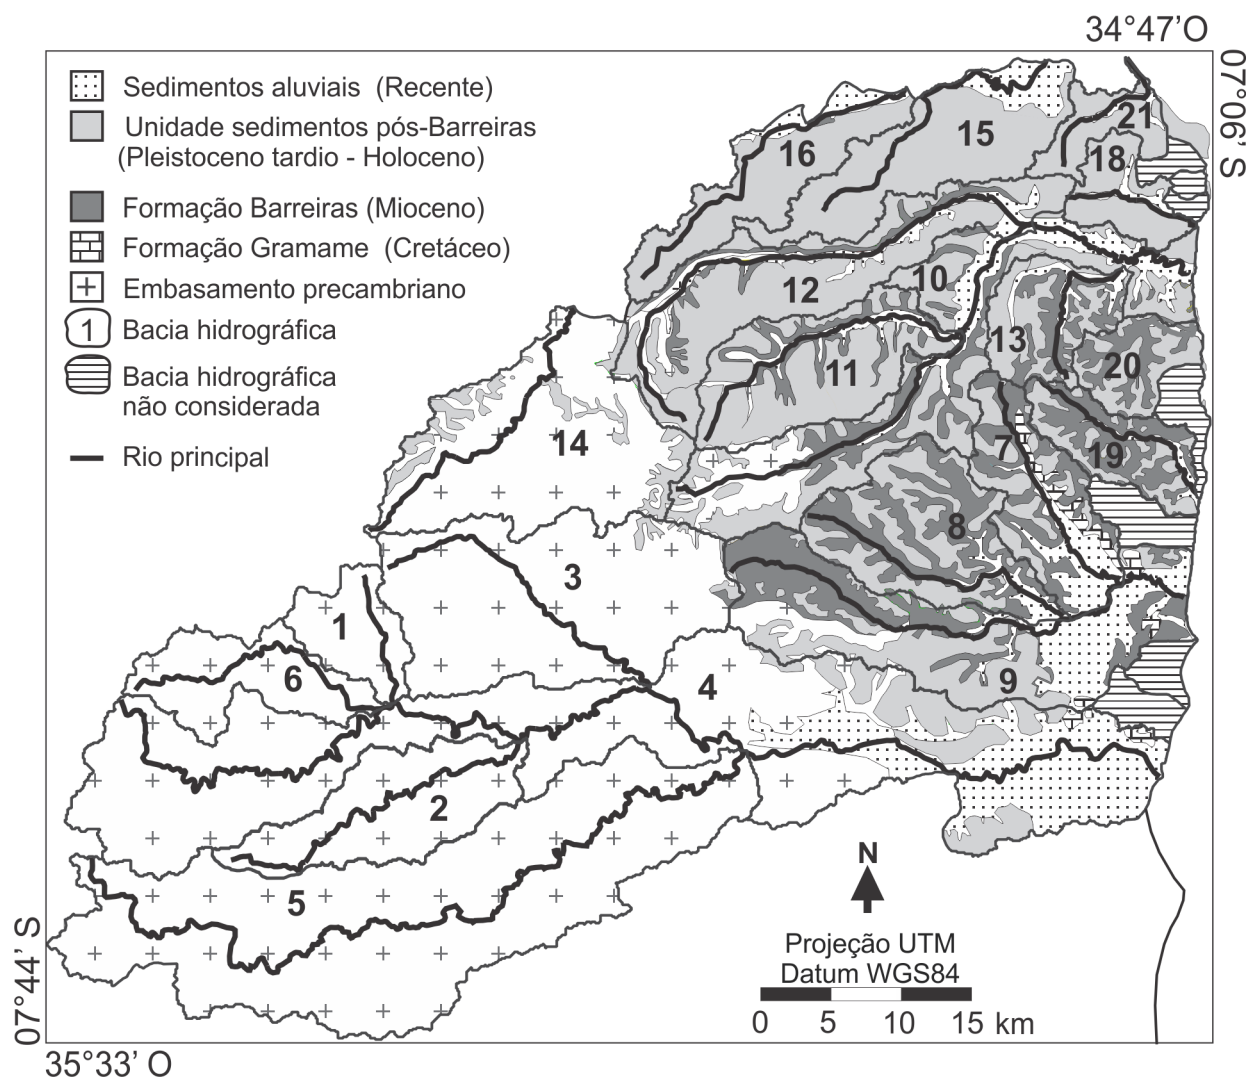 34°47'O
07°06' S
Sedimentos aluviais (Recente)
Unidade sedimentos pós-Barreiras
(Pleistoceno tardio - Holoceno)
Formação Barreiras (Mioceno)
Formação Gramame (Cretáceo)
Embasamento precambriano
1 Bacia hidrográfica
Bacia hidrográfica
não considerada
Rio principal
21
15
16
18
10
12
13
20
11
14
7
19
8
3
1
6
4
9
2
5
N
Projeção UTM
Datum WGS84
0 5 10 15 km
07°44' S
35°33' O